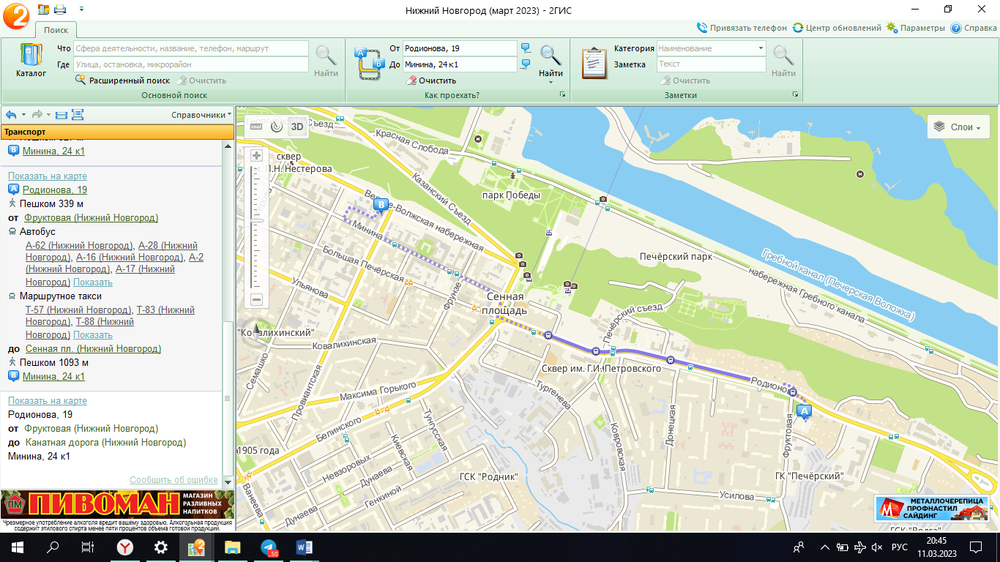 Нижний Новгород (март 2023) - 2ГИС
Поиск
Привязать телефон
Центр обновлений
Параметры
Справка
Каталог
Что
Сфера деятельности, название, телефон, маршрут
Где
Улица, остановка, микрорайон
Расширенный поиск
Очистить
Найти
Основной поиск
От
Родионова, 19
До
Минина, 24 к1
Очистить
Найти
Как проехать?
Категория
Наименование
Заметка
Текст
Очистить
Найти
Заметки
Справочники
Транспорт
B Минина, 24 к1
Показать на карте
A Родионова, 19
Пешком 339 м
от Фруктовая (Нижний Новгород)
Автобус
А-62 (Нижний Новгород), А-28 (Нижний
Новгород), А-16 (Нижний Новгород), А-2
(Нижний Новгород), А-17 (Нижний
Новгород) Показать
Маршрутное такси
Т-57 (Нижний Новгород), Т-83 (Нижний
Новгород), Т-88 (Нижний
Новгород) Показать
до Сенная пл. (Нижний Новгород)
Пешком 1093 м
B Минина, 24 к1
Показать на карте
Родионова, 19
от Фруктовая (Нижний Новгород)
до Канатная дорога (Нижний Новгород)
Минина, 24 к1
Сообщить об ошибке
ПМ
ПИВОМАН
МАГАЗИН
РАЗЛИВНЫХ
НАПИТКОВ
Чрезмерное употребление алкоголя вредит вашему здоровью. Алкогольная продукция
содержит этилового спирта менее пяти процентов объема готовой продукции.
3D
Слои
Съезд
Красная Слобода
сквер
им. П.Н. Нестерова
Казанский Съезд
парк Победы
Верхне-Волжская набережная
B
Минина
Большая Печёрская
Ульянова
Фрунзе
Сенная
площадь
Печёрский парк
Гребной канал (Печерская Воложка)
набережная Гребного канала
Печёрский съезд
"Ковалихинский"
Ковалихинская
Семашко
Провиантская
Сквер им. Г.И. Петровского
Родионо
A
Максима Горького
Тургенева
Белинского
Тунгусская
Киевская
1905 года
Ковровская
Донецкая
Фруктовая
Невзоровых
Дунаева
Генкиной
Дунаева
Ванеева
ГСК "Родник"
ГК "Печёрский"
Усилова
ГСК "Волга"
МЕТАЛЛОЧЕРЕПИЦА
ПРОФНАСТИЛ
САЙДИНГ
50
РУС
20:45
11.03.2023